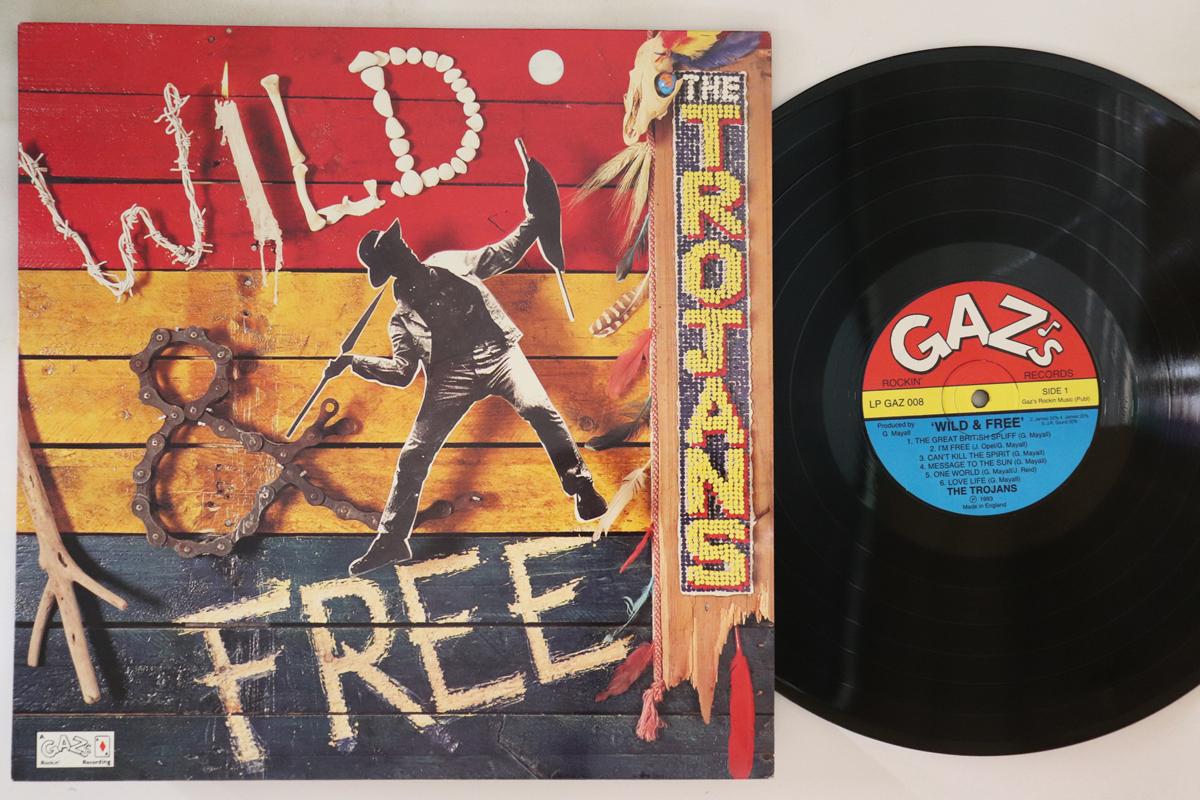 WILD
&
FREE
THE TROJANS
A
GAZ's
Rockin' Recording
GAZ's
ROCKIN' RECORDS
LP GAZ 008
SIDE 1
Gaz's Rockin Music (Publ)
Produced by
G Mayall
'WILD & FREE'
1. THE GREAT BRITISH SPLIFF (G. Mayall)
2. I'M FREE (J. Opel/G. Mayall)
3. CAN'T KILL THE SPIRIT (G. Mayall)
4. MESSAGE TO THE SUN (G. Mayall)
5. ONE WORLD (G. Mayall/J. Reid)
6. LOVE LIFE (G. Mayall)
THE TROJANS
℗ 1993
Made in England